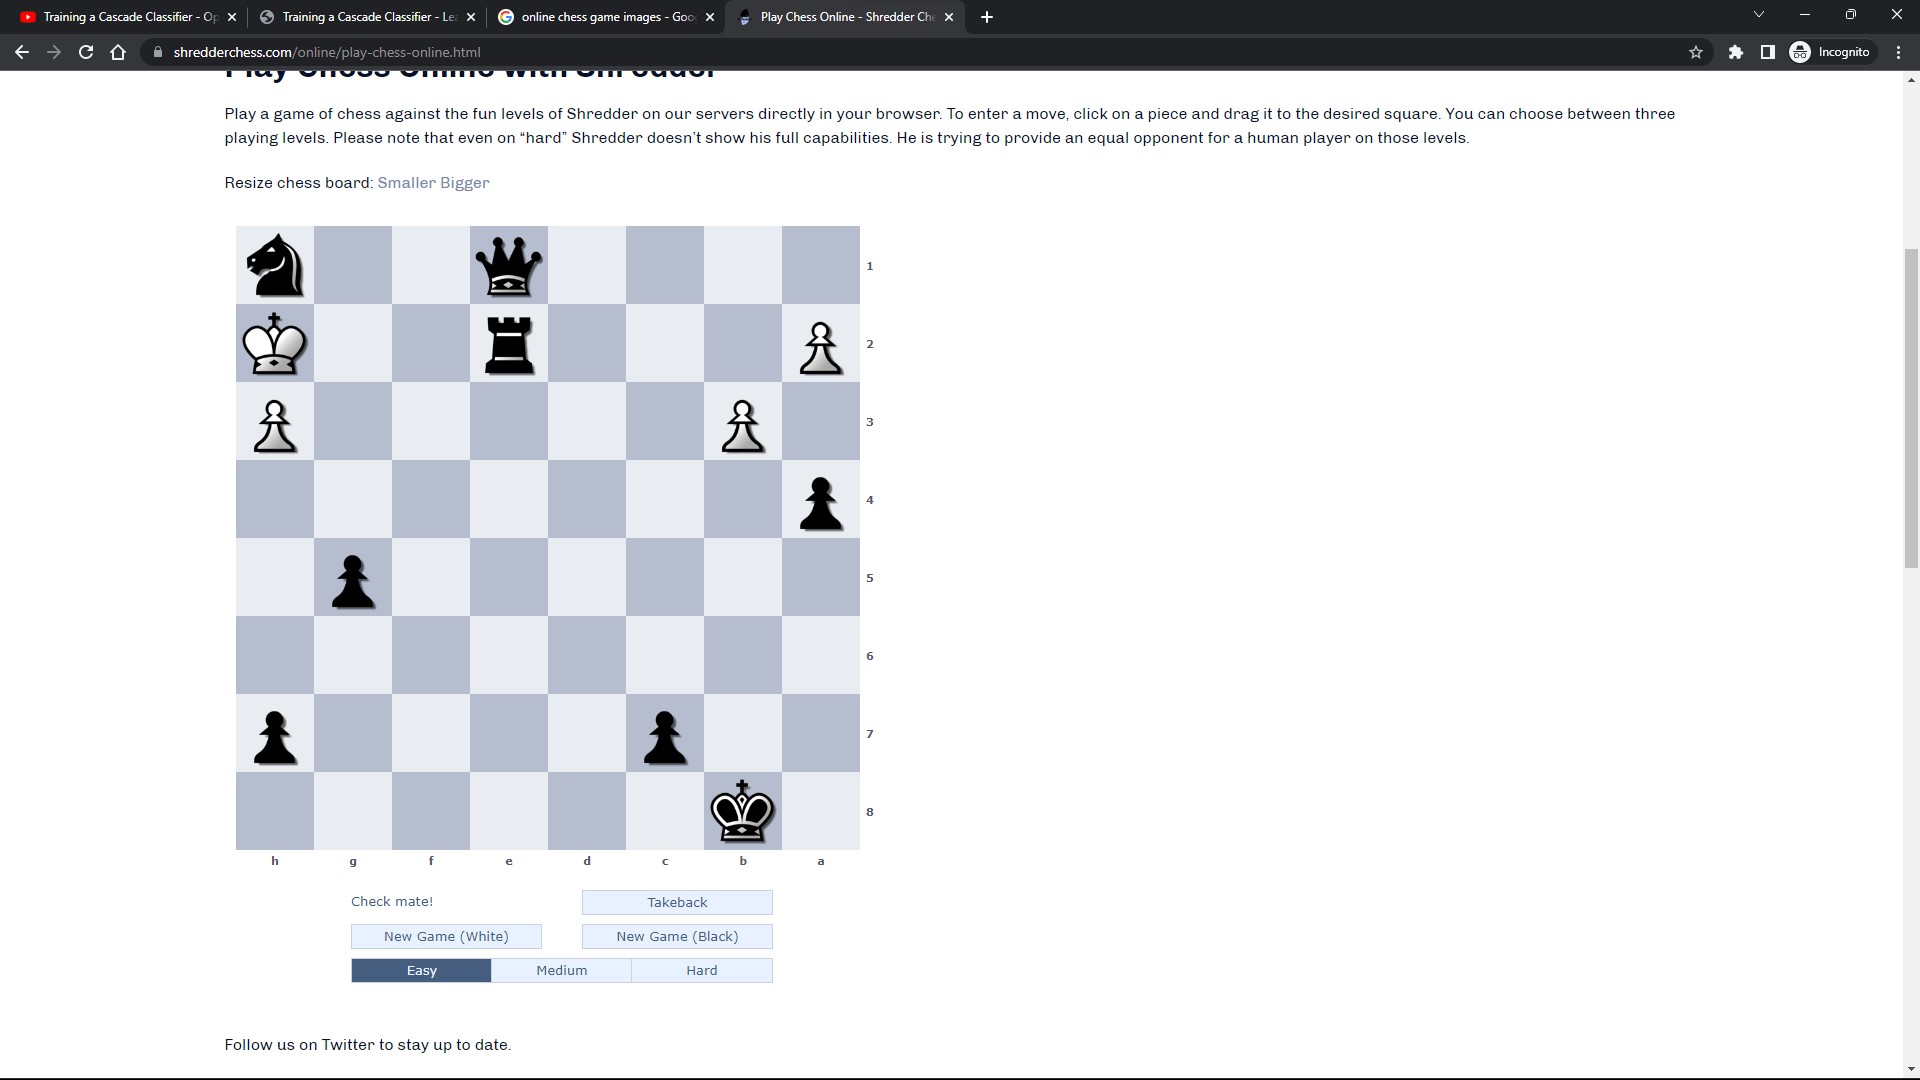 Training a Cascade Classifier - Op
Training a Cascade Classifier - Le
online chess game images - Goo
Play Chess Online - Shredder Che
shredderchess.com/online/play-chess-online.html
Incognito
Play Chess Online with Shredder
Play a game of chess against the fun levels of Shredder on our servers directly in your browser. To enter a move, click on a piece and drag it to the desired square. You can choose between three
playing levels. Please note that even on “hard” Shredder doesn’t show his full capabilities. He is trying to provide an equal opponent for a human player on those levels.
Resize chess board: Smaller Bigger
1
2
3
4
5
6
7
8
h g f e d c b a
Check mate! Takeback
New Game (White) New Game (Black)
Easy Medium Hard
Follow us on Twitter to stay up to date.